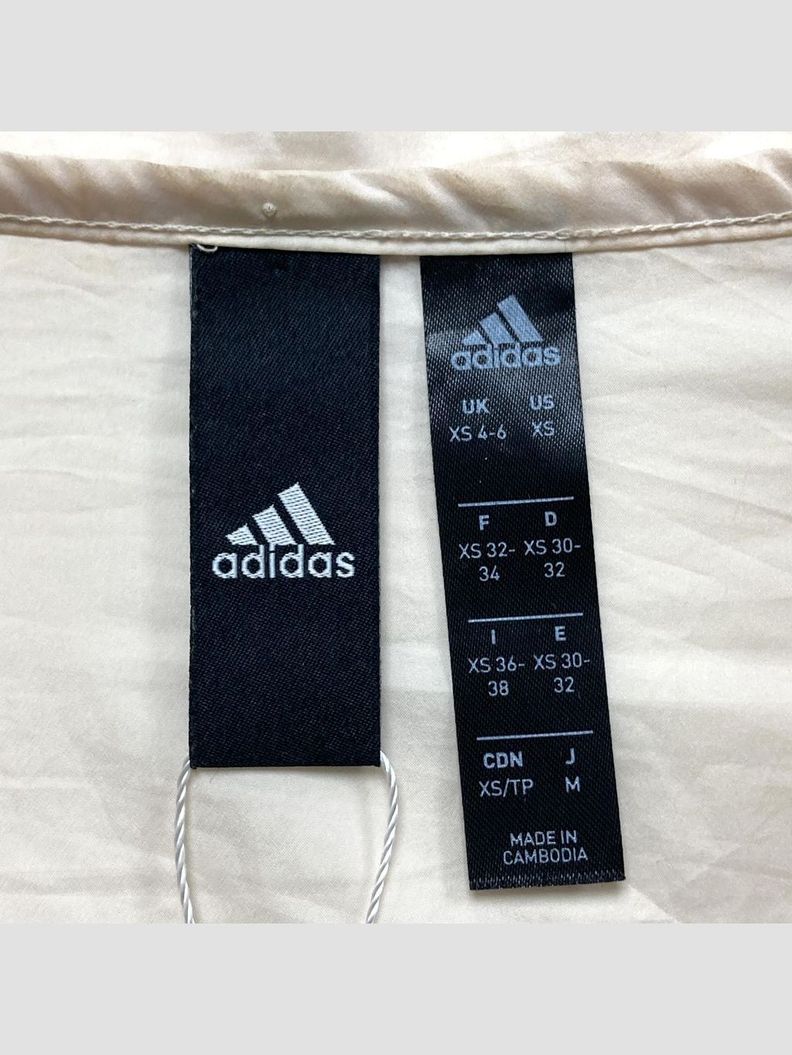 adidas
adidas
UK US
XS 4-6 XS
F D
XS 32-34 XS 30-32
I E
XS 36-38 XS 30-32
CDN J
XS/TP M
MADE IN
CAMBODIA